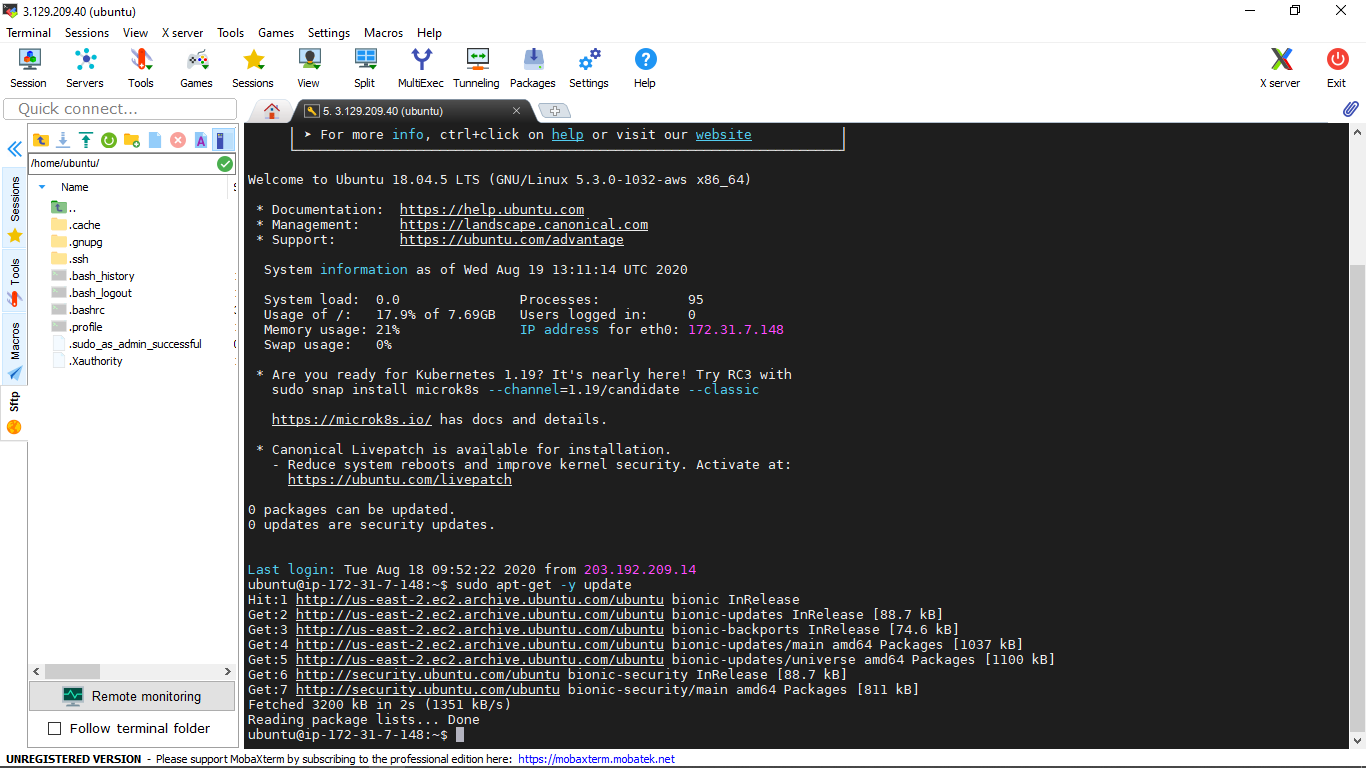 3.129.209.40 (ubuntu)
Terminal Sessions View X server Tools Games Settings Macros Help
Session Servers Tools Games Sessions View Split MultiExec Tunneling Packages Settings Help X server Exit
Quick connect...
5. 3.129.209.40 (ubuntu)
/home/ubuntu/
Name
..
.cache
.gnupg
.ssh
.bash_history
.bash_logout
.bashrc
.profile
.sudo_as_admin_successful
.Xauthority
Sessions
Tools
Macros
Sftp
Remote monitoring
Follow terminal folder
➤ For more info, ctrl+click on help or visit our website
Welcome to Ubuntu 18.04.5 LTS (GNU/Linux 5.3.0-1032-aws x86_64)
* Documentation: https://help.ubuntu.com
* Management: https://landscape.canonical.com
* Support: https://ubuntu.com/advantage
System information as of Wed Aug 19 13:11:14 UTC 2020
System load: 0.0 Processes: 95
Usage of /: 17.9% of 7.69GB Users logged in: 0
Memory usage: 21% IP address for eth0: 172.31.7.148
Swap usage: 0%
* Are you ready for Kubernetes 1.19? It's nearly here! Try RC3 with
sudo snap install microk8s --channel=1.19/candidate --classic
https://microk8s.io/ has docs and details.
* Canonical Livepatch is available for installation.
- Reduce system reboots and improve kernel security. Activate at:
https://ubuntu.com/livepatch
0 packages can be updated.
0 updates are security updates.
Last login: Tue Aug 18 09:52:22 2020 from 203.192.209.14
ubuntu@ip-172-31-7-148:~$ sudo apt-get -y update
Hit:1 http://us-east-2.ec2.archive.ubuntu.com/ubuntu bionic InRelease
Get:2 http://us-east-2.ec2.archive.ubuntu.com/ubuntu bionic-updates InRelease [88.7 kB]
Get:3 http://us-east-2.ec2.archive.ubuntu.com/ubuntu bionic-backports InRelease [74.6 kB]
Get:4 http://us-east-2.ec2.archive.ubuntu.com/ubuntu bionic-updates/main amd64 Packages [1037 kB]
Get:5 http://us-east-2.ec2.archive.ubuntu.com/ubuntu bionic-updates/universe amd64 Packages [1100 kB]
Get:6 http://security.ubuntu.com/ubuntu bionic-security InRelease [88.7 kB]
Get:7 http://security.ubuntu.com/ubuntu bionic-security/main amd64 Packages [811 kB]
Fetched 3200 kB in 2s (1351 kB/s)
Reading package lists... Done
ubuntu@ip-172-31-7-148:~$
UNREGISTERED VERSION - Please support MobaXterm by subscribing to the professional edition here: https://mobaxterm.mobatek.net